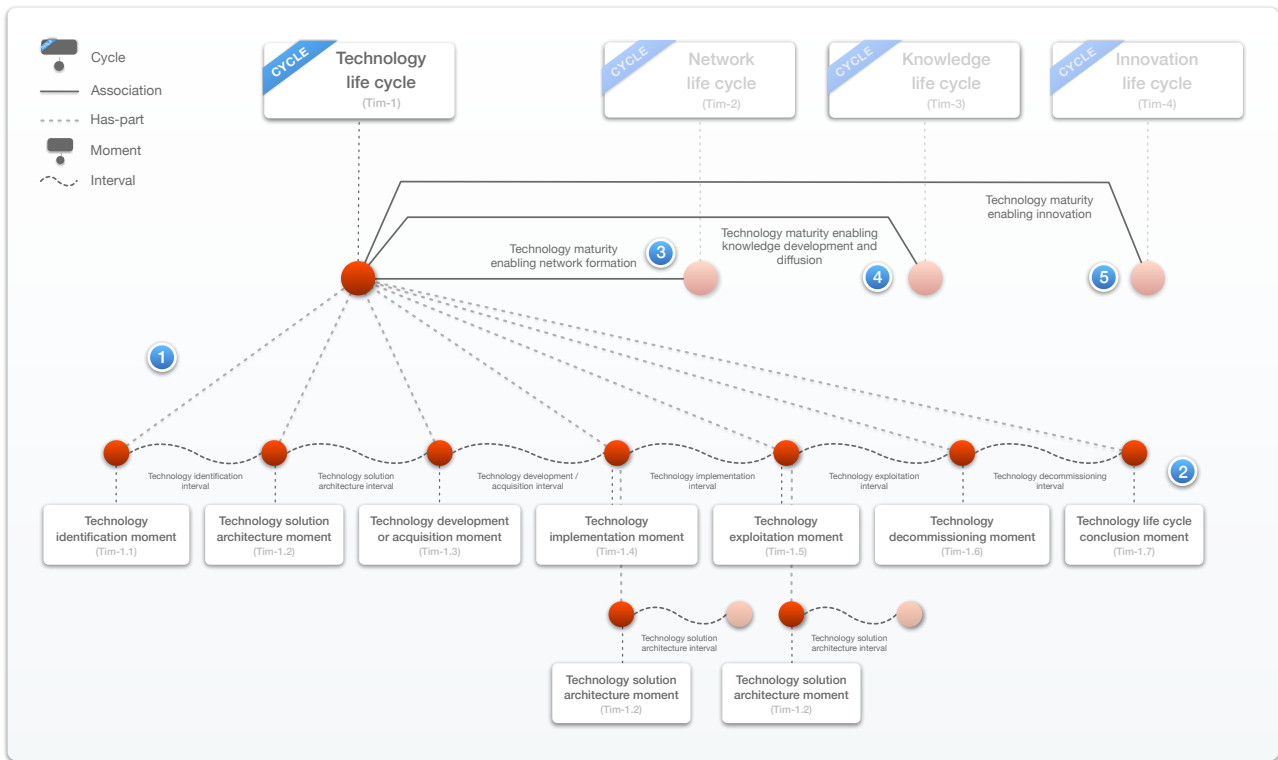 CYCLE
Cycle
Association
Has-part
Moment
Interval
CYCLE
Technology
life cycle
(Tim-1)
CYCLE
Network
life cycle
(Tim-2)
CYCLE
Knowledge
life cycle
(Tim-3)
CYCLE
Innovation
life cycle
(Tim-4)
Technology maturity
enabling innovation
Technology maturity enabling
knowledge development and
diffusion
Technology maturity
enabling network formation
3
4
5
1
2
Technology identification
interval
Technology solution
architecture interval
Technology development /
acquisition interval
Technology implementation
interval
Technology exploitation
interval
Technology decommissioning
interval
Technology
identification moment
(Tim-1.1)
Technology solution
architecture moment
(Tim-1.2)
Technology development
or acquisition moment
(Tim-1.3)
Technology
implementation moment
(Tim-1.4)
Technology
exploitation moment
(Tim-1.5)
Technology
decommissioning moment
(Tim-1.6)
Technology life cycle
conclusion moment
(Tim-1.7)
Technology solution
architecture interval
Technology solution
architecture interval
Technology solution
architecture moment
(Tim-1.2)
Technology solution
architecture moment
(Tim-1.2)